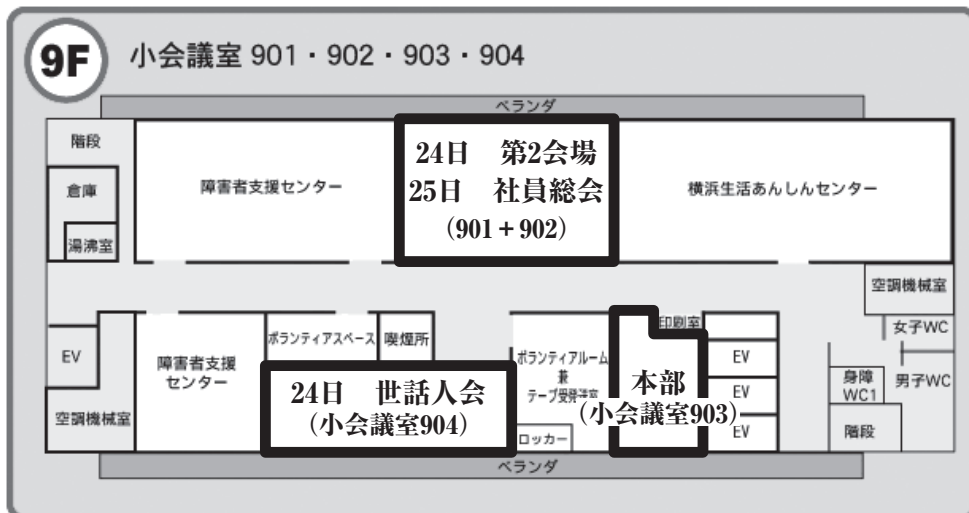 9F 小会議室 901・902・903・904
ベランダ
階段
倉庫
湯沸室
障害者支援センター
24日 第2会場
25日 社員総会
(901+902)
横浜生活あんしんセンター
空調機械室
女子WC
男子WC
身障
WC1
階段
EV
空調機械室
障害者支援
センター
ボランティアスペース
喫煙所
24日 世話人会
(小会議室904)
ボランティアルーム
兼
テープ受発送室
ロッカー
印刷室
本部
(小会議室903)
EV
EV
EV
ベランダ